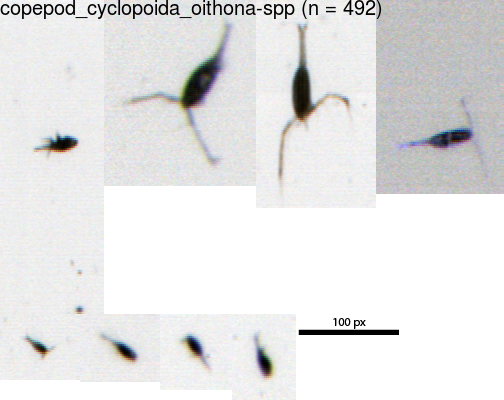 copepod_cyclopoida_oithona-spp (n = 492)
100 px